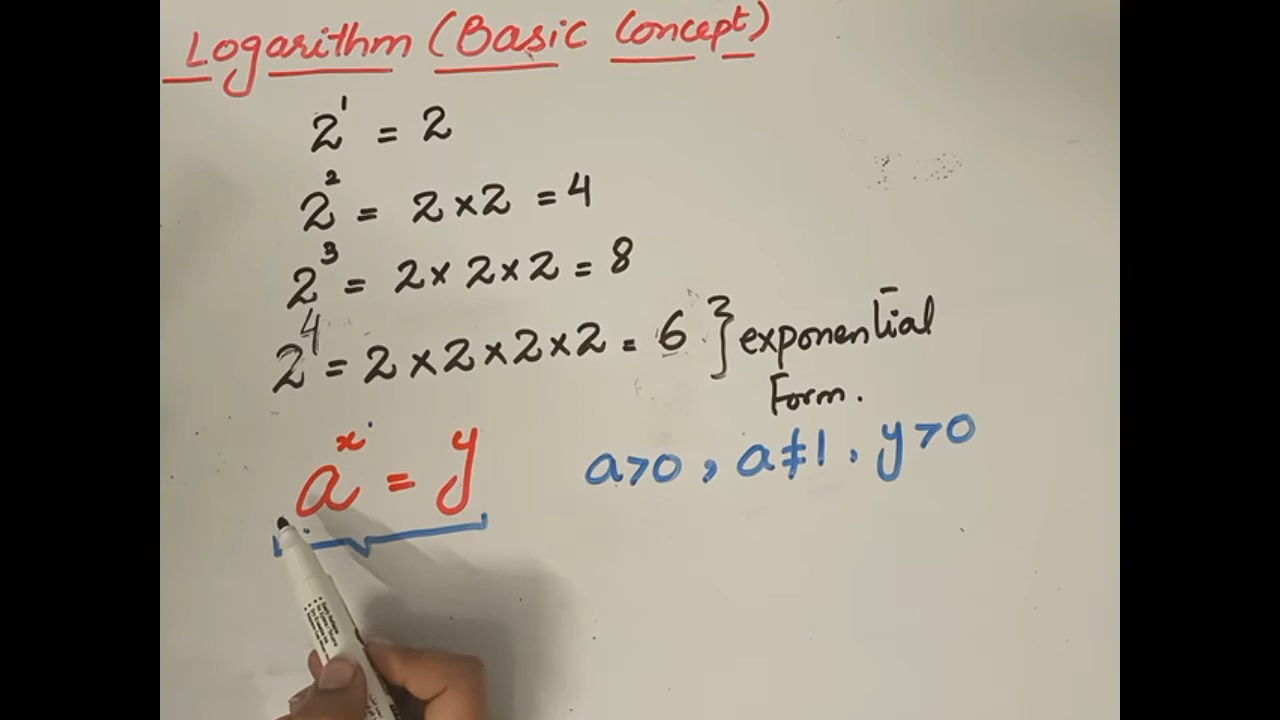 Logarithm (Basic Concept)
2¹ = 2
2² = 2×2 = 4
2³ = 2×2×2 = 8
2⁴ = 2×2×2×2 = 6 } exponential
Form.
aˣ = y
a>0, a≠1, y>0